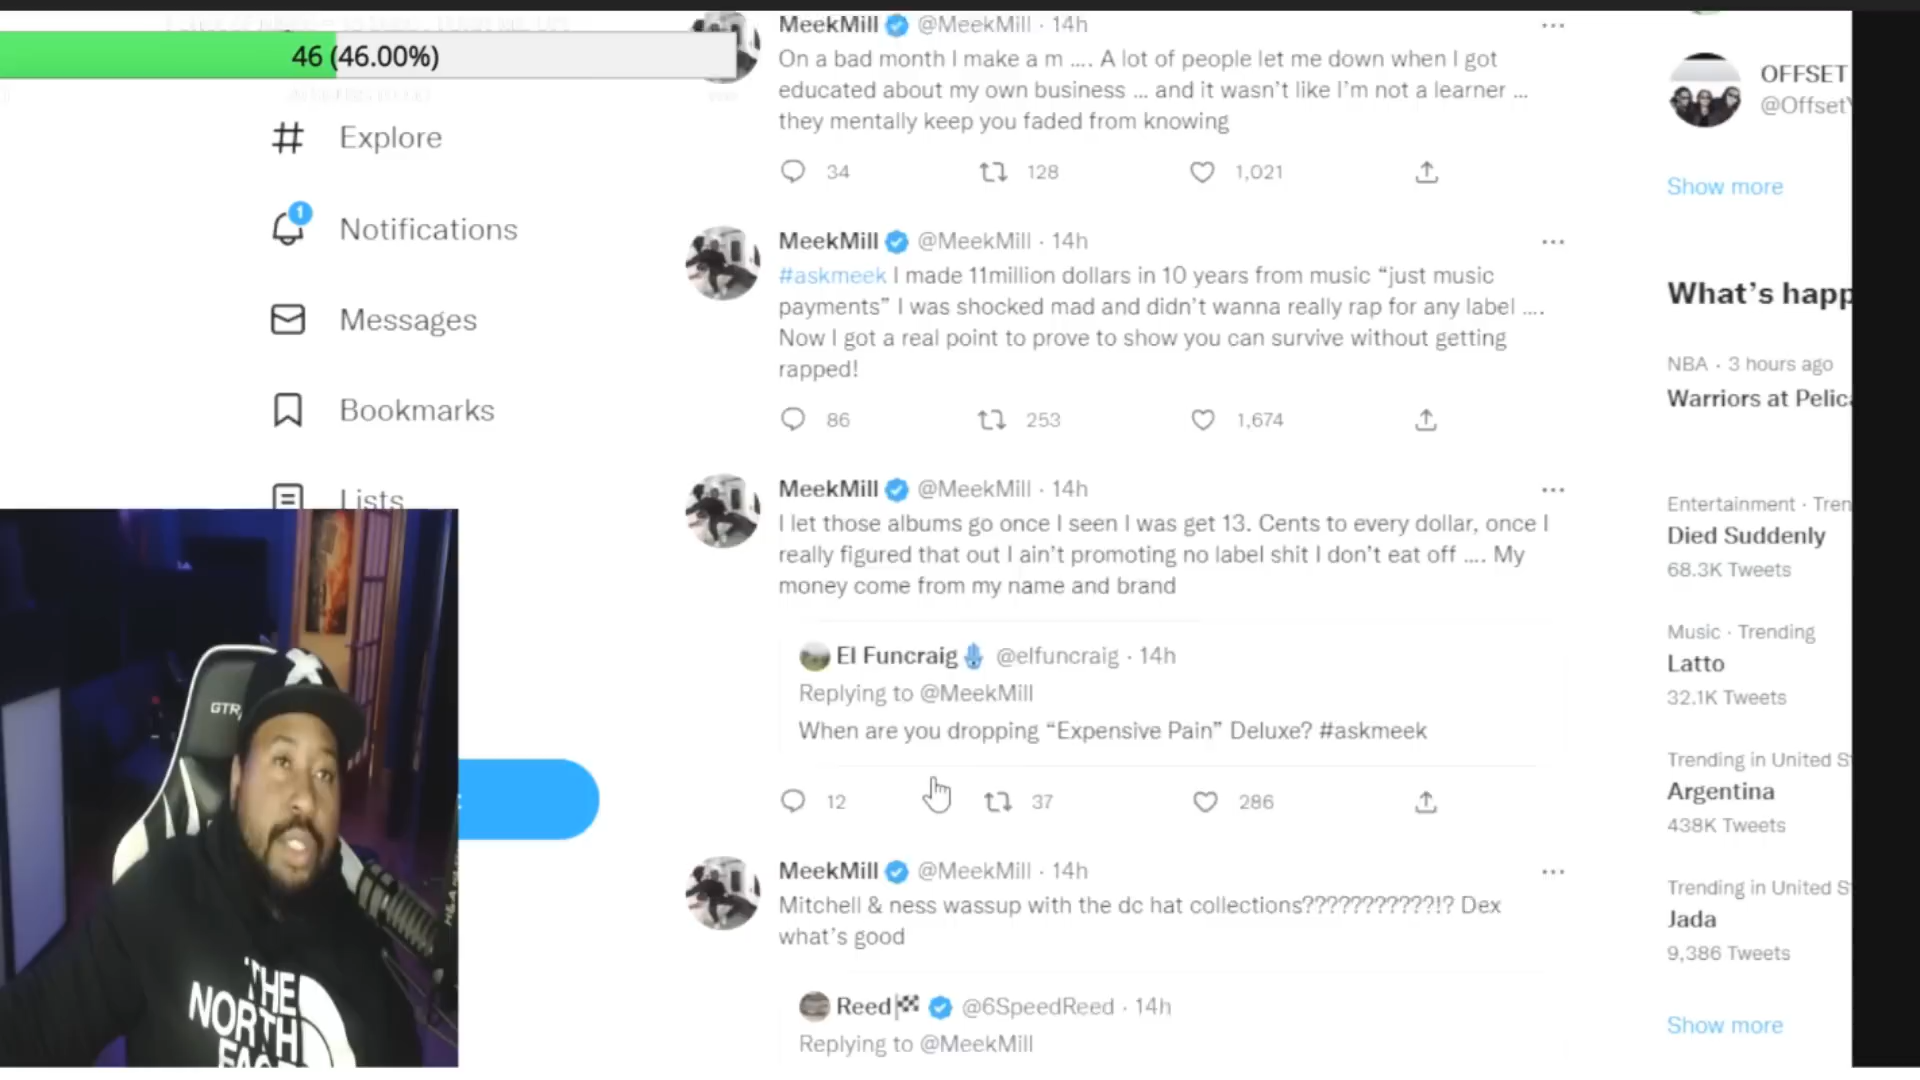 46 (46.00%)
Explore
1
Notifications
Messages
Bookmarks
Lists
MeekMill @MeekMill · 14h
On a bad month I make a m .... A lot of people let me down when I got
educated about my own business ... and it wasn't like I'm not a learner ...
they mentally keep you faded from knowing
34 128 1,021
MeekMill @MeekMill · 14h
#askmeek I made 11million dollars in 10 years from music “just music
payments” I was shocked mad and didn't wanna really rap for any label ....
Now I got a real point to prove to show you can survive without getting
rapped!
86 253 1,674
MeekMill @MeekMill · 14h
I let those albums go once I seen I was get 13. Cents to every dollar, once I
really figured that out I ain't promoting no label shit I don't eat off .... My
money come from my name and brand
El Funcraig @elfuncraig · 14h
Replying to @MeekMill
When are you dropping “Expensive Pain” Deluxe? #askmeek
12 37 286
MeekMill @MeekMill · 14h
Mitchell & ness wassup with the dc hat collections???????????!? Dex
what's good
Reed @6SpeedReed · 14h
Replying to @MeekMill
OFFSET
@OffsetY
Show more
What's happ
NBA · 3 hours ago
Warriors at Pelic
Entertainment · Tren
Died Suddenly
68.3K Tweets
Music · Trending
Latto
32.1K Tweets
Trending in United S
Argentina
438K Tweets
Trending in United S
Jada
9,386 Tweets
Show more
GTR
THE
NORTH
FACE